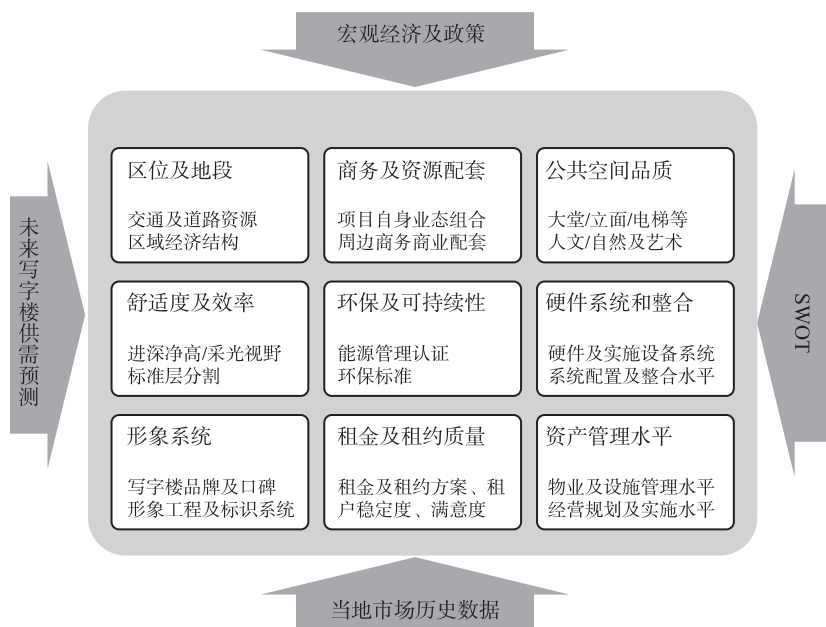 宏观经济及政策
未来写字楼供需预测
区位及地段
交通及道路资源
区域经济结构
商务及资源配套
项目自身业态组合
周边商务商业配套
公共空间品质
大堂/立面/电梯等
人文/自然及艺术
舒适度及效率
进深净高/采光视野
标准层分割
环保及可持续性
能源管理认证
环保标准
硬件系统和整合
硬件及实施设备系统
系统配置及整合水平
形象系统
写字楼品牌及口碑
形象工程及标识系统
租金及租约质量
租金及租约方案、租
户稳定度、满意度
资产管理水平
物业及设施管理水平
经营规划及实施水平
SWOT
当地市场历史数据